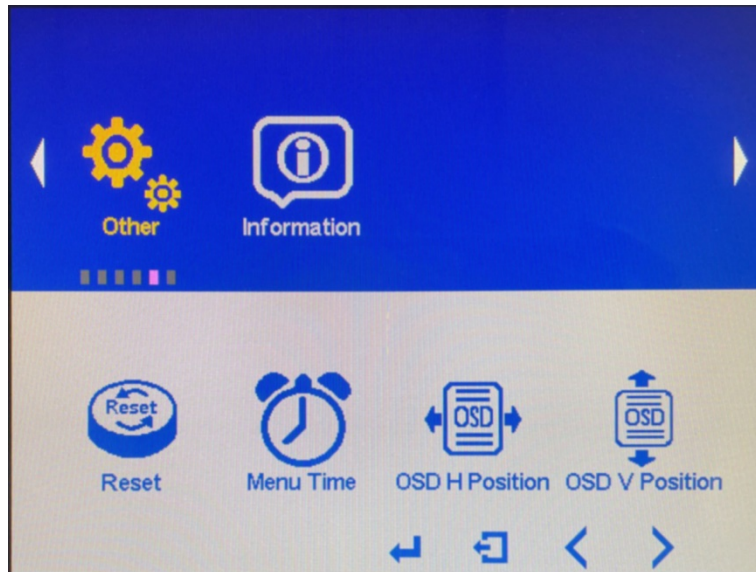 Other
Information
Reset
OSD
OSD
Reset
Menu Time
OSD H Position
OSD V Position